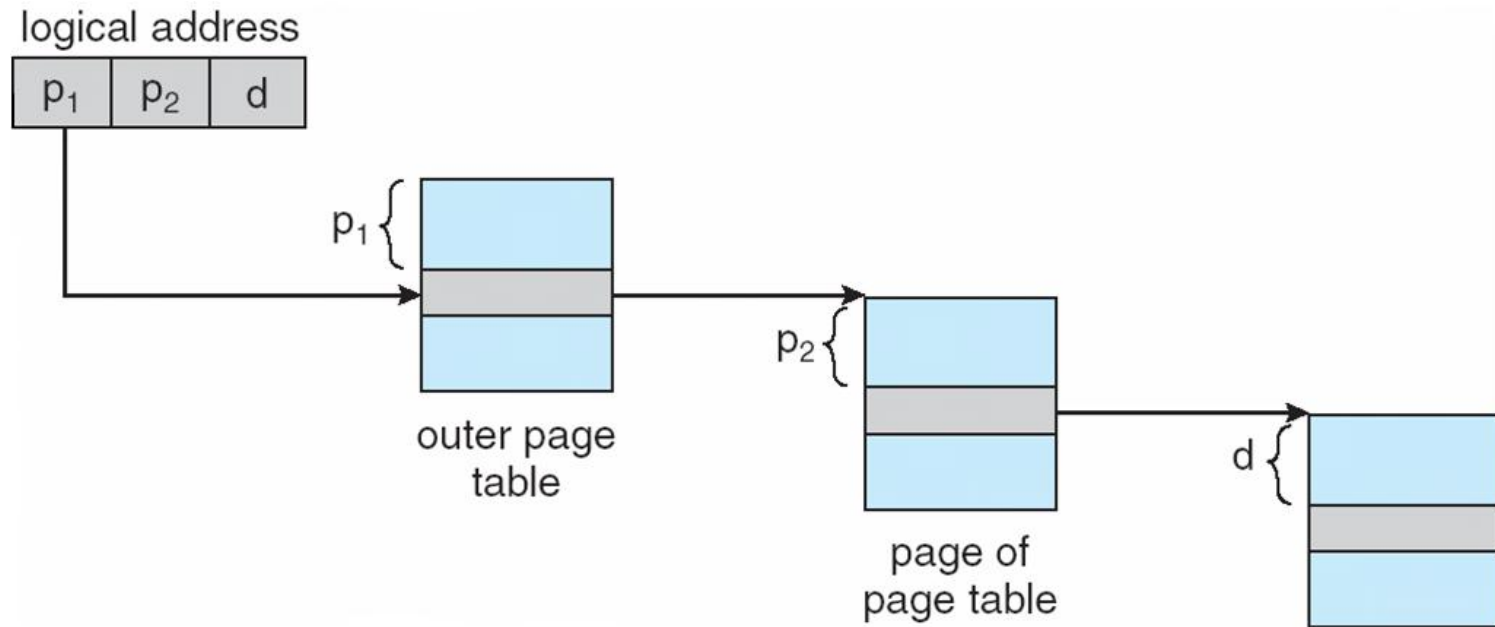 logical address
p₁ p₂ d
p₁
outer page
table
p₂
page of
page table
d